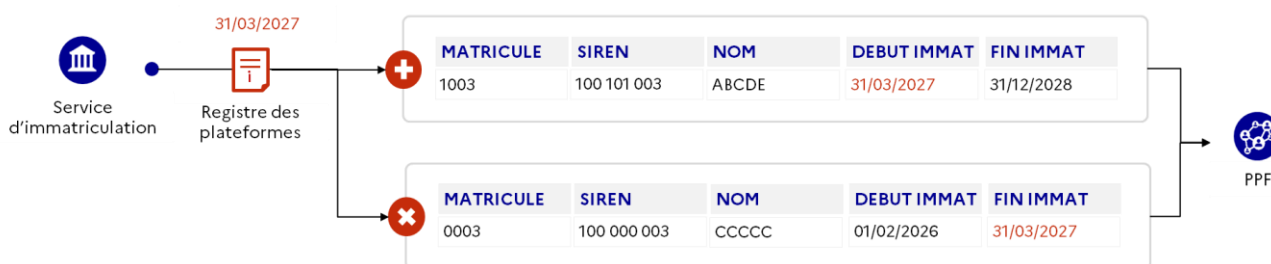 31/03/2027
Service
d'immatriculation
Registre des
plateformes
MATRICULE SIREN NOM DEBUT IMMAT FIN IMMAT
1003 100 101 003 ABCDE 31/03/2027 31/12/2028
MATRICULE SIREN NOM DEBUT IMMAT FIN IMMAT
0003 100 000 003 CCCCC 01/02/2026 31/03/2027
PPF